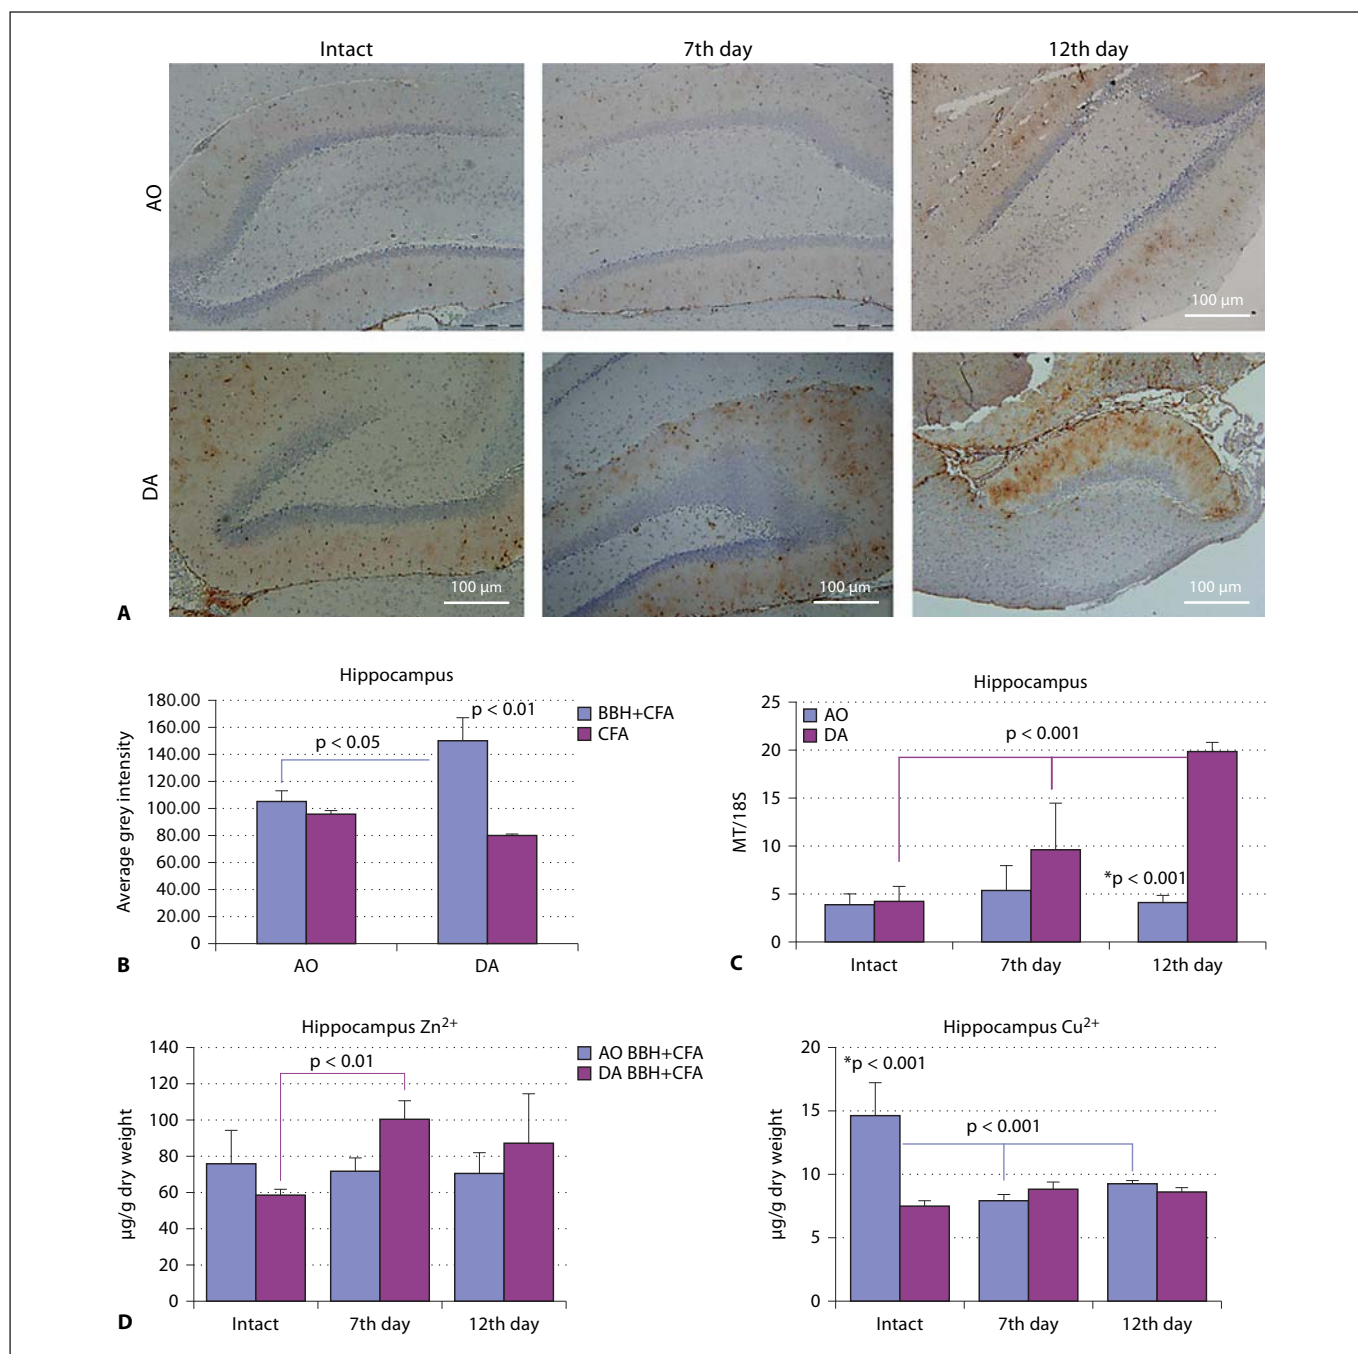 Intact 7th day 12th day
AO
100 µm
DA
100 µm 100 µm 100 µm
A
Hippocampus
180.00
160.00
140.00
120.00
100.00
80.00
60.00
40.00
20.00
0
Average grey intensity
p < 0.01
p < 0.05
BBH+CFA
CFA
AO DA
B
Hippocampus
25
20
15
10
5
0
MT/18S
AO
DA
p < 0.001
*p < 0.001
Intact 7th day 12th day
C
Hippocampus Zn²⁺
140
120
100
80
60
40
20
0
µg/g dry weight
p < 0.01
AO BBH+CFA
DA BBH+CFA
Intact 7th day 12th day
D
Hippocampus Cu²⁺
20
15
10
5
0
µg/g dry weight
*p < 0.001
p < 0.001
Intact 7th day 12th day